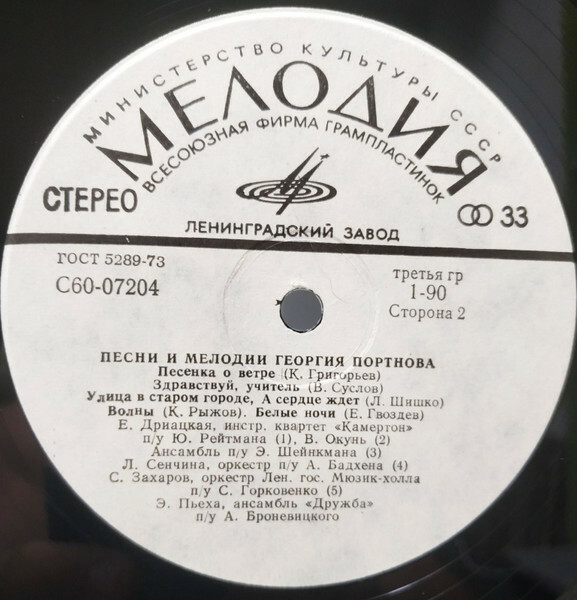 МИНИСТЕРСТВО КУЛЬТУРЫ СССР
МЕЛОДИЯ
ВСЕСОЮЗНАЯ ФИРМА ГРАМПЛАСТИНОК
СТЕРЕО
33
ЛЕНИНГРАДСКИЙ ЗАВОД
ГОСТ 5289-73
С60-07204
третья гр
1-90
Сторона 2
ПЕСНИ И МЕЛОДИИ ГЕОРГИЯ ПОРТНОВА
Песенка о ветре (К. Григорьев)
Здравствуй, учитель (В. Суслов)
Улица в старом городе, А сердце ждет (Л. Шишко)
Волны (К. Рыжов). Белые ночи (Е. Гвоздев)
Е. Дриацкая, инстр. квартет «Камертон»
п/у Ю. Рейтмана (1), В. Окунь (2)
Ансамбль п/у Э. Шейнкмана (3)
Л. Сенчина, оркестр п/у А. Бадхена (4)
С. Захаров, оркестр Лен. гос. Мюзик-холла
п/у С. Горковенко (5)
Э. Пьеха, ансамбль «Дружба»
п/у А. Броневицкого